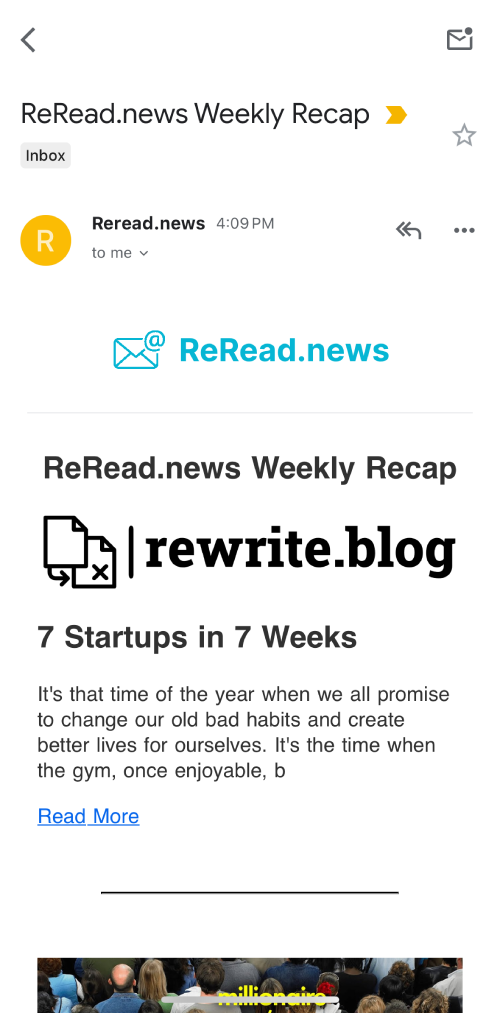 ReRead.news Weekly Recap
Inbox
R
Reread.news 4:09 PM
to me
@ ReRead.news
ReRead.news Weekly Recap
rewrite.blog
7 Startups in 7 Weeks
It's that time of the year when we all promise
to change our old bad habits and create
better lives for ourselves. It's the time when
the gym, once enjoyable, b
Read More
millionaire